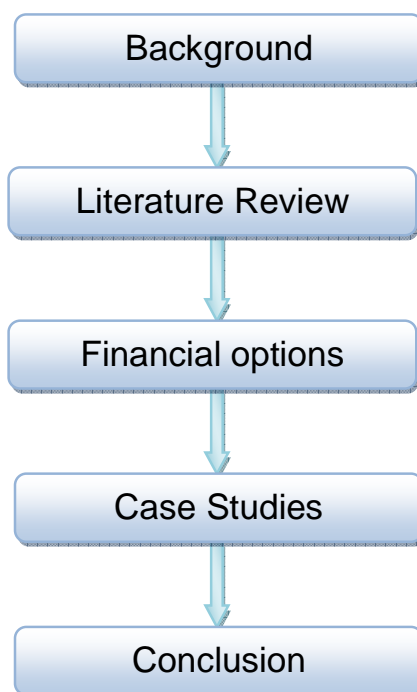 Background
Literature Review
Financial options
Case Studies
Conclusion